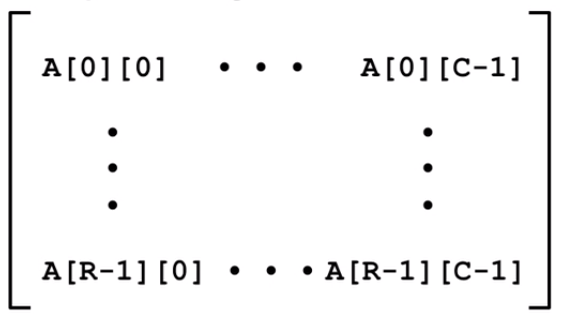 A[0][0] • • • A[0][C-1]
• •
• •
• •
A[R-1][0] • • • A[R-1][C-1]